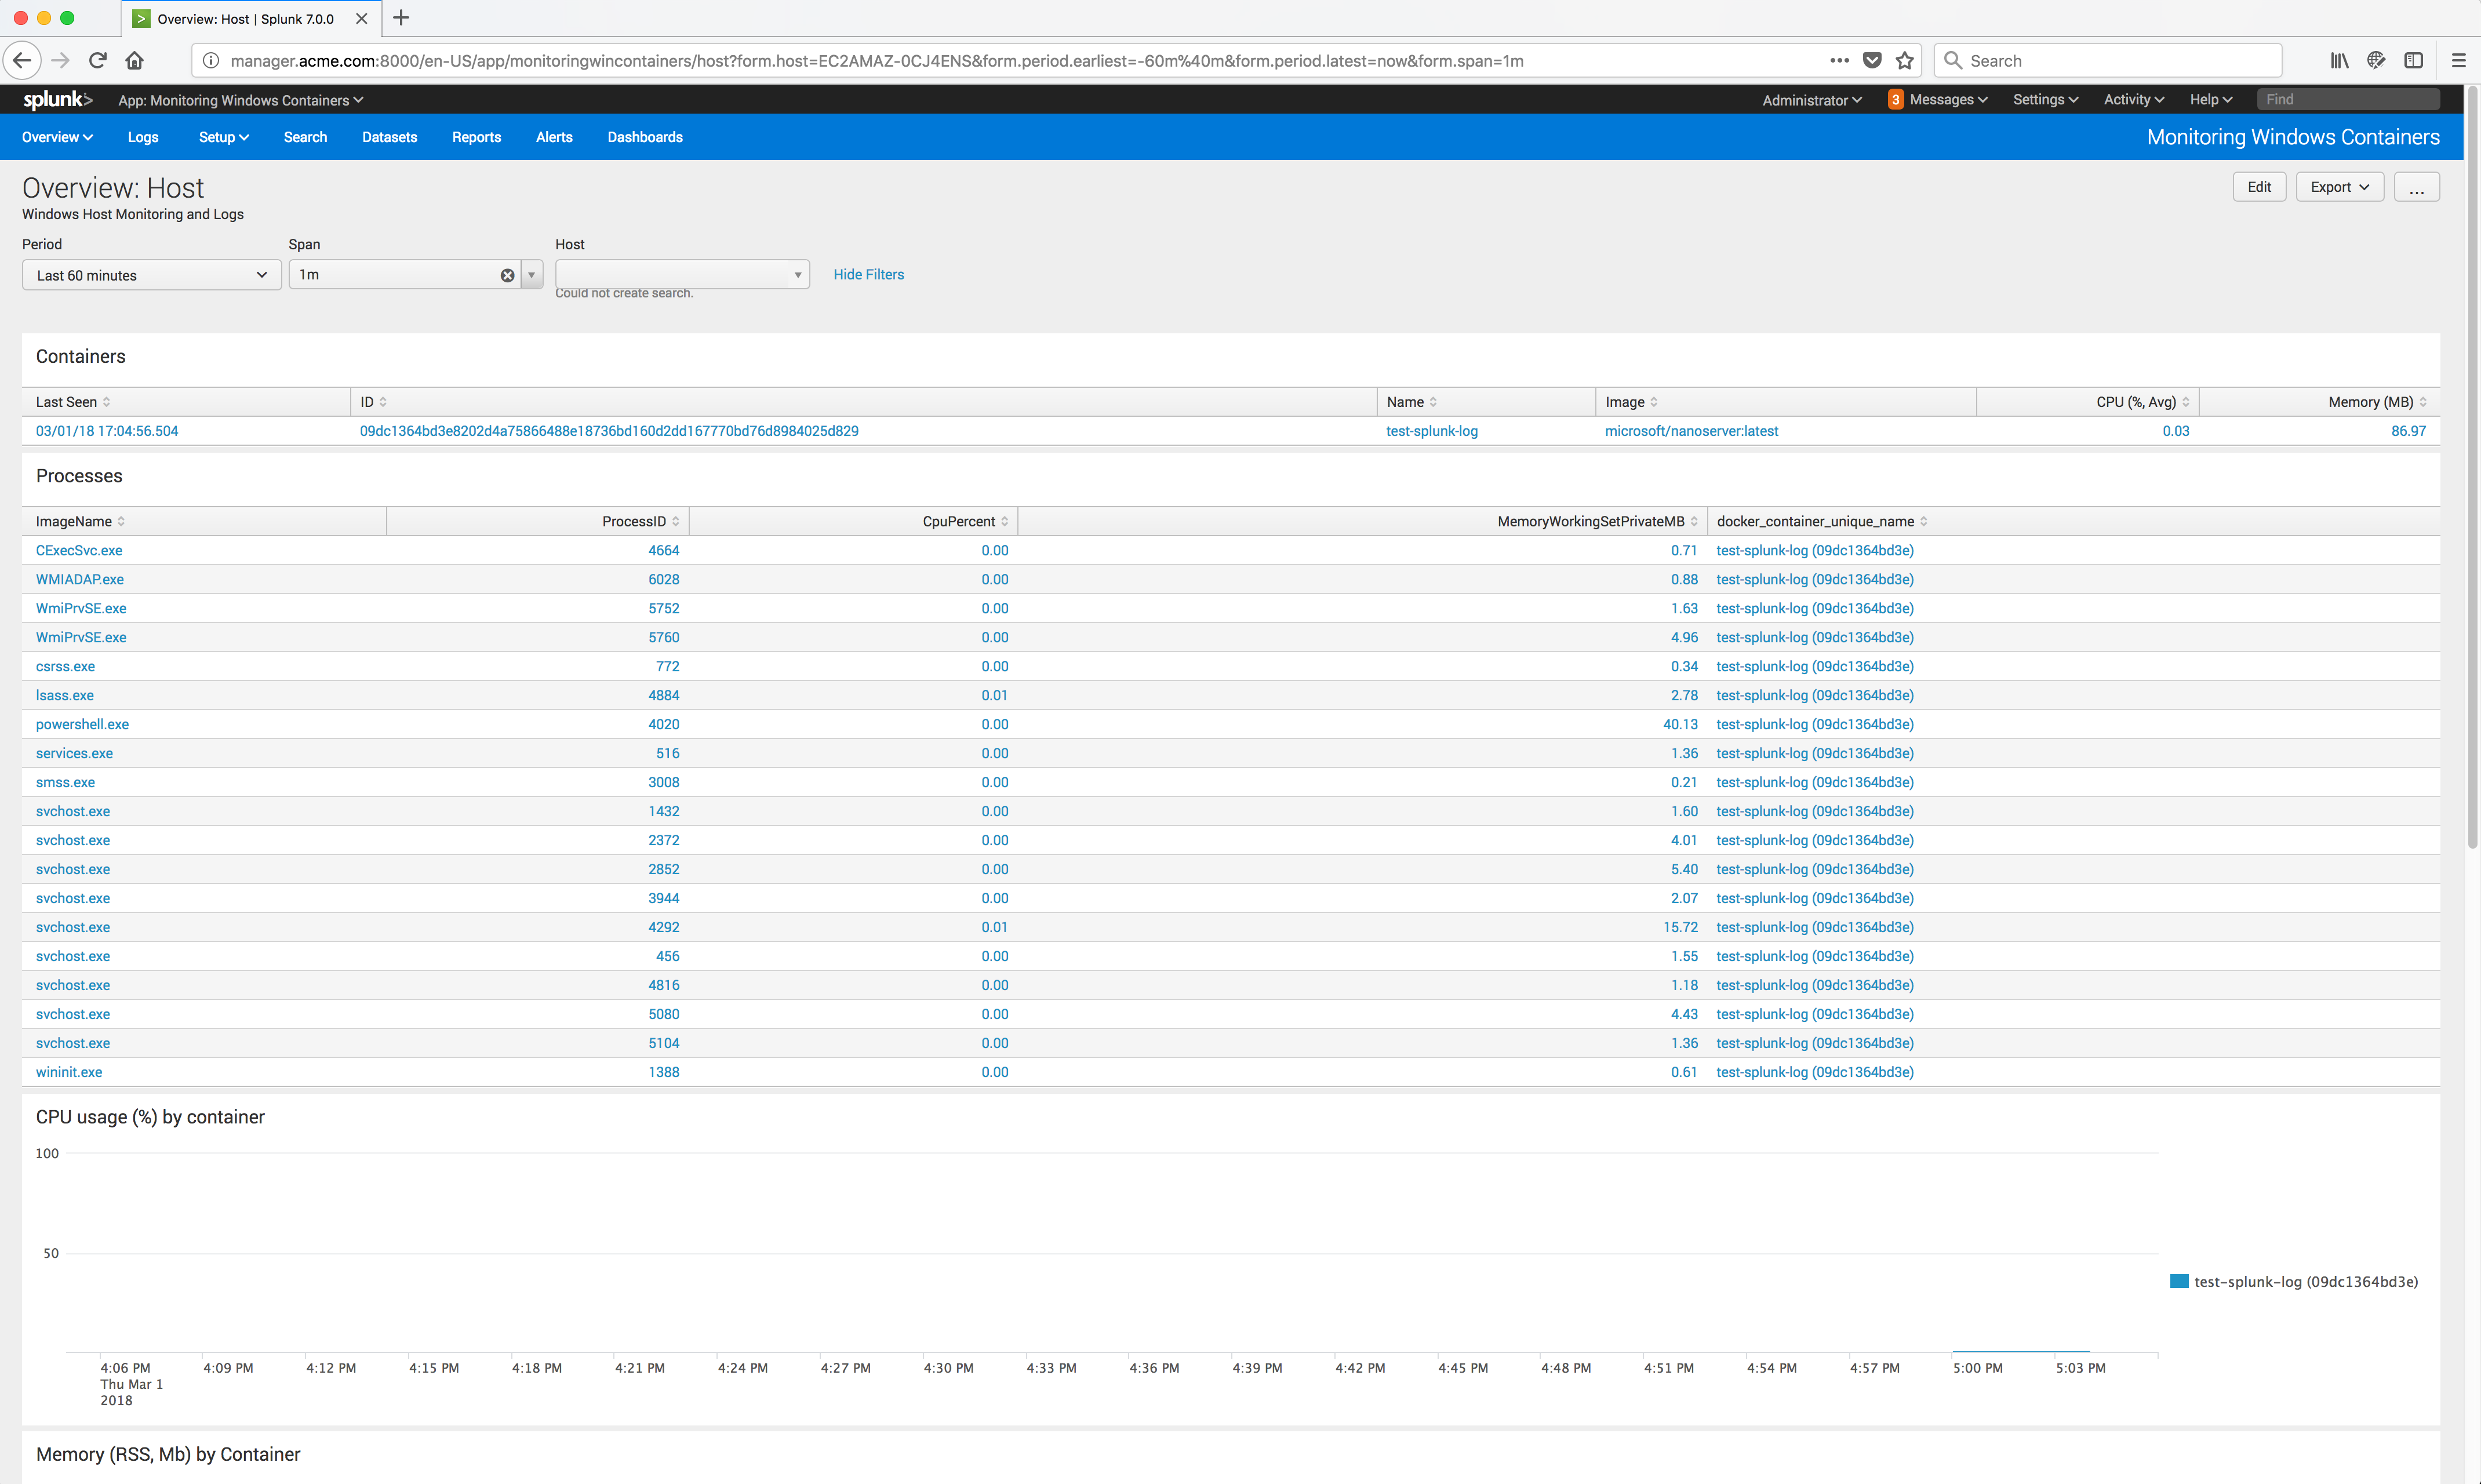 Overview: Host | Splunk 7.0.0
manager.acme.com:8000/en-US/app/monitoringwincontainers/host?form.host=EC2AMAZ-0CJ4ENS&form.period.earliest=-60m%40m&form.period.latest=now&form.span=1m
Search
splunk> App: Monitoring Windows Containers Administrator 3 Messages Settings Activity Help Find
Overview Logs Setup Search Datasets Reports Alerts Dashboards Monitoring Windows Containers
Overview: Host Edit Export ...
Windows Host Monitoring and Logs
Period Span Host
Last 60 minutes 1m Hide Filters
Could not create search.
Containers
Last Seen ID Name Image CPU (%, Avg) Memory (MB)
03/01/18 17:04:56.504 09dc1364bd3e8202d4a75866488e18736bd160d2dd167770bd76d8984025d829 test-splunk-log microsoft/nanoserver:latest 0.03 86.97
Processes
ImageName ProcessID CpuPercent MemoryWorkingSetPrivateMB docker_container_unique_name
CExecSvc.exe 4664 0.00 0.71 test-splunk-log (09dc1364bd3e)
WMIADAP.exe 6028 0.00 0.88 test-splunk-log (09dc1364bd3e)
WmiPrvSE.exe 5752 0.00 1.63 test-splunk-log (09dc1364bd3e)
WmiPrvSE.exe 5760 0.00 4.96 test-splunk-log (09dc1364bd3e)
csrss.exe 772 0.00 0.34 test-splunk-log (09dc1364bd3e)
lsass.exe 4884 0.01 2.78 test-splunk-log (09dc1364bd3e)
powershell.exe 4020 0.00 40.13 test-splunk-log (09dc1364bd3e)
services.exe 516 0.00 1.36 test-splunk-log (09dc1364bd3e)
smss.exe 3008 0.00 0.21 test-splunk-log (09dc1364bd3e)
svchost.exe 1432 0.00 1.60 test-splunk-log (09dc1364bd3e)
svchost.exe 2372 0.00 4.01 test-splunk-log (09dc1364bd3e)
svchost.exe 2852 0.00 5.40 test-splunk-log (09dc1364bd3e)
svchost.exe 3944 0.00 2.07 test-splunk-log (09dc1364bd3e)
svchost.exe 4292 0.01 15.72 test-splunk-log (09dc1364bd3e)
svchost.exe 456 0.00 1.55 test-splunk-log (09dc1364bd3e)
svchost.exe 4816 0.00 1.18 test-splunk-log (09dc1364bd3e)
svchost.exe 5080 0.00 4.43 test-splunk-log (09dc1364bd3e)
svchost.exe 5104 0.00 1.36 test-splunk-log (09dc1364bd3e)
wininit.exe 1388 0.00 0.61 test-splunk-log (09dc1364bd3e)
CPU usage (%) by container
100
50
test-splunk-log (09dc1364bd3e)
4:06 PM 4:09 PM 4:12 PM 4:15 PM 4:18 PM 4:21 PM 4:24 PM 4:27 PM 4:30 PM 4:33 PM 4:36 PM 4:39 PM 4:42 PM 4:45 PM 4:48 PM 4:51 PM 4:54 PM 4:57 PM 5:00 PM 5:03 PM
Thu Mar 1
2018
Memory (RSS, Mb) by Container